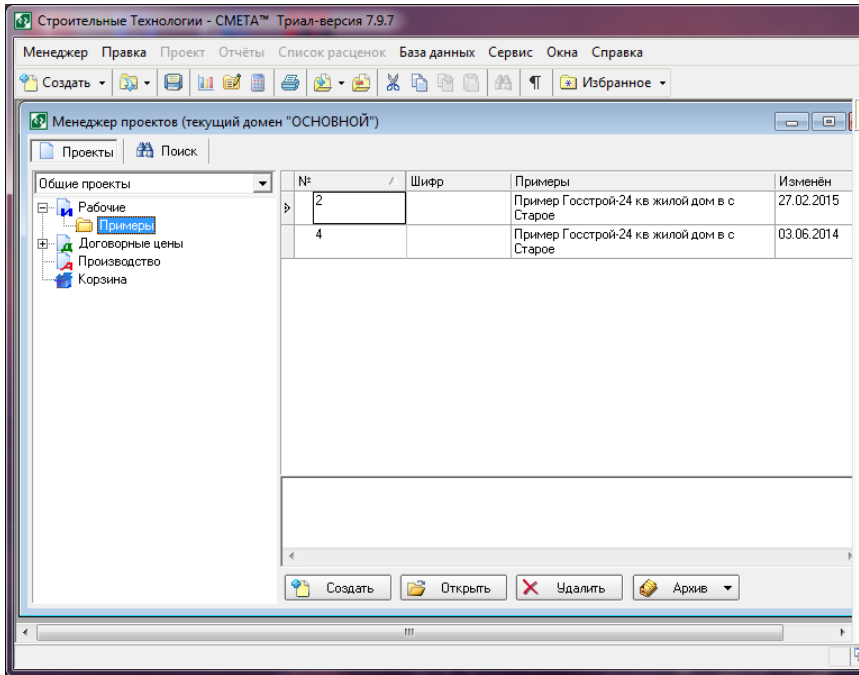 Строительные Технологии - СМЕТА™ Триал-версия 7.9.7
Менеджер Правка Проект Отчёты Список расценок База данных Сервис Окна Справка
Создать Избранное
Менеджер проектов (текущий домен "ОСНОВНОЙ")
Проекты Поиск
Общие проекты
Рабочие
Примеры
Договорные цены
Производство
Корзина
№ Шифр Примеры Изменён
2 Пример Госстрой-24 кв жилой дом в с 27.02.2015
Старое
4 Пример Госстрой-24 кв жилой дом в с 03.06.2014
Старое
Создать Открыть Удалить Архив